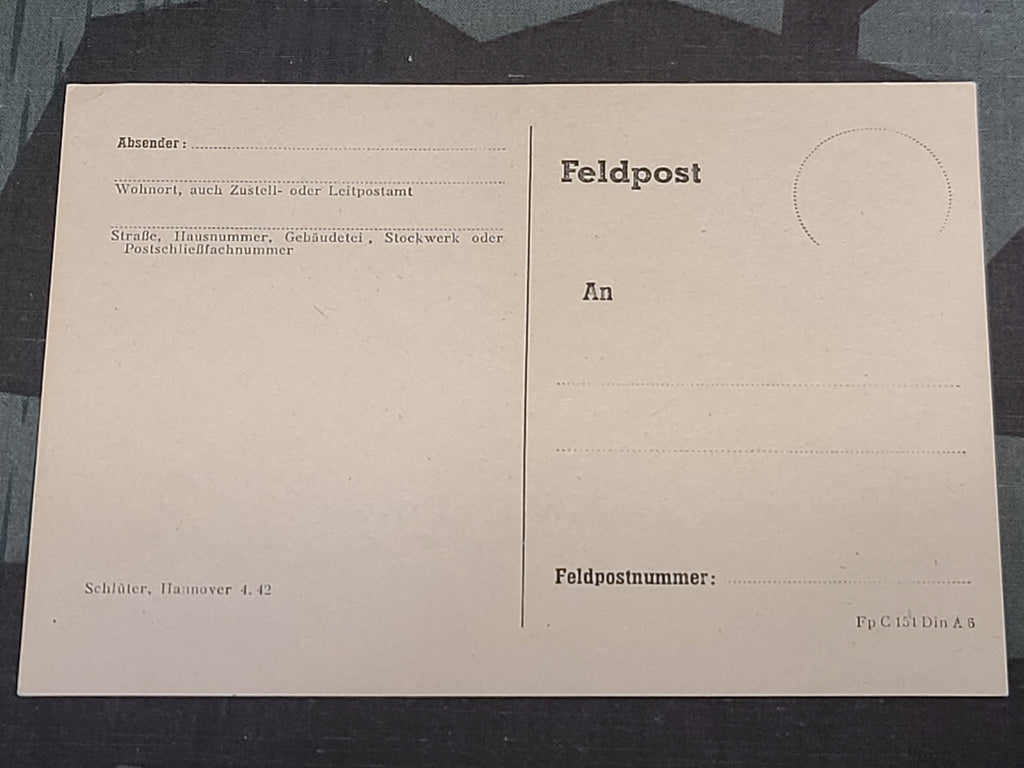 Absender:
Wohnort, auch Zustell- oder Leitpostamt
Straße, Hausnummer, Gebäudetei , Stockwerk oder
Postschließfachnummer
Schlüter, Hannover 4. 42
Feldpost
An
Feldpostnummer:
Fp C 151 Din A 6